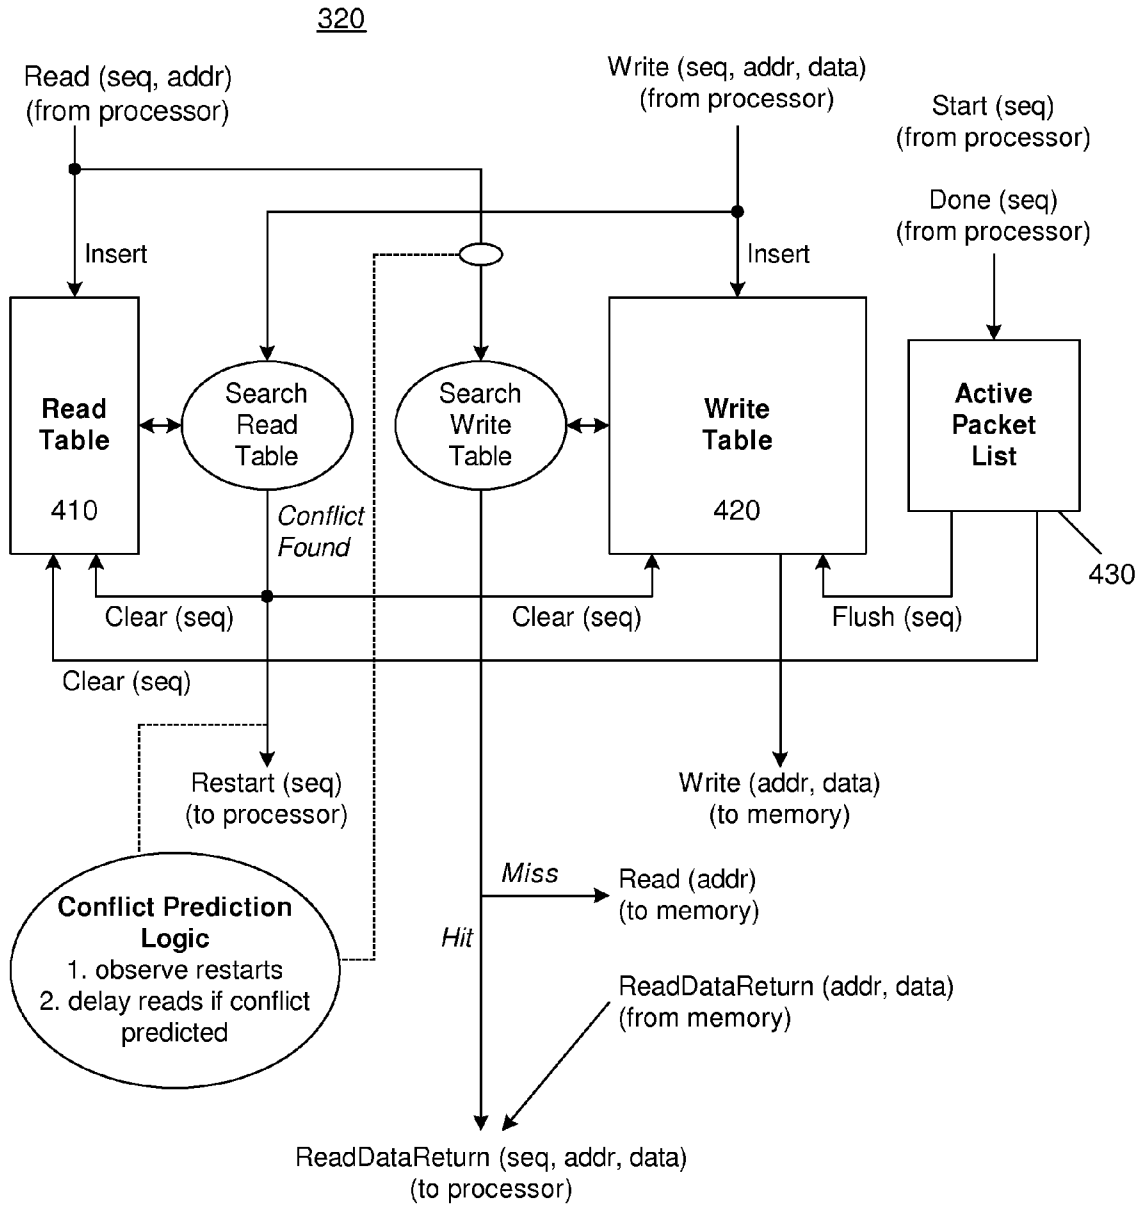 320
Read (seq, addr)
(from processor)
Write (seq, addr, data)
(from processor)
Start (seq)
(from processor)
Done (seq)
(from processor)
Insert
Insert
Read
Table
410
Search
Read
Table
Search
Write
Table
Write
Table
420
Active
Packet
List
430
Conflict
Found
Clear (seq)
Clear (seq)
Flush (seq)
Clear (seq)
Restart (seq)
(to processor)
Write (addr, data)
(to memory)
Conflict Prediction
Logic
1. observe restarts
2. delay reads if conflict
predicted
Miss
Read (addr)
(to memory)
Hit
ReadDataReturn (addr, data)
(from memory)
ReadDataReturn (seq, addr, data)
(to processor)